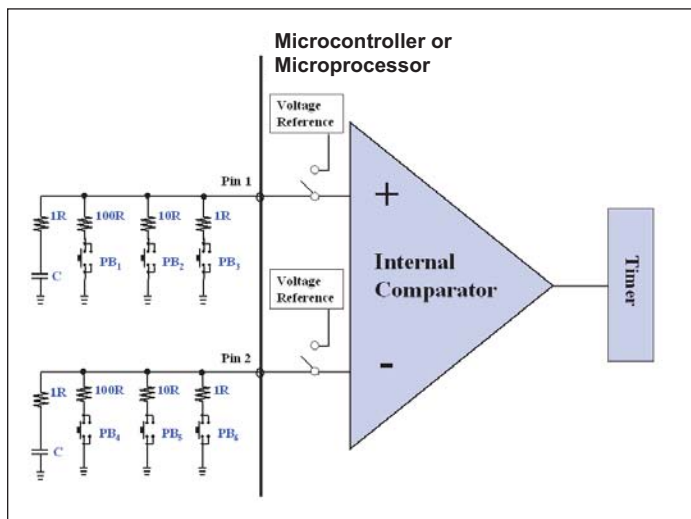 Microcontroller or
Microprocessor
Voltage
Reference
Pin 1
+
1R
100R
10R
1R
C
PB1
PB2
PB3
Internal
Comparator
Timer
Voltage
Reference
Pin 2
-
1R
100R
10R
1R
C
PB4
PB5
PB6